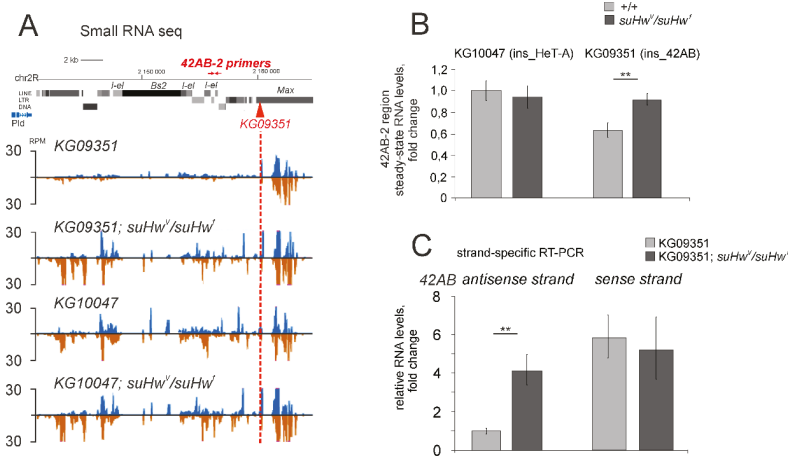 A
Small RNA seq
2 kb
42AB-2 primers
chr2R
2 150 000
2 180 000
I-el
Bs2
I-el
I-el
Max
LINE
LTR
DNA
Pld
KG09351
RPM
30
KG09351
30
30
KG09351; suHwᵛ/suHwᶠ
30
30
KG10047
30
30
KG10047; suHwᵛ/suHwᶠ
30
B
+/+
suHwᵛ/suHwᶠ
KG10047 (ins_HeT-A)
KG09351 (ins_42AB)
42AB-2 region
steady-state RNA levels,
fold change
1,2
1,0
0,8
0,6
0,4
0,2
1,2
**
C
strand-specific RT-PCR
KG09351
KG09351; suHwᵛ/suHwᶠ
42AB antisense strand
sense strand
relative RNA levels,
fold change
8
6
4
2
0
**